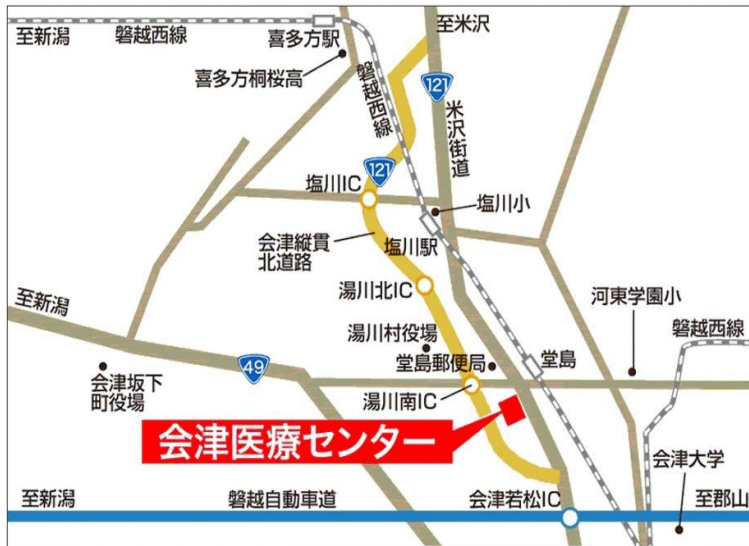 至新潟
磐越西線
喜多方駅
至米沢
喜多方桐桜高
磐越西線
121
米沢街道
121
塩川IC
塩川小
会津縦貫
北道路
塩川駅
湯川北IC
至新潟
河東学園小
湯川村役場
磐越西線
堂島郵便局
堂島
49
会津坂下
町役場
湯川南IC
会津医療センター
会津大学
至新潟
磐越自動車道
会津若松IC
至郡山